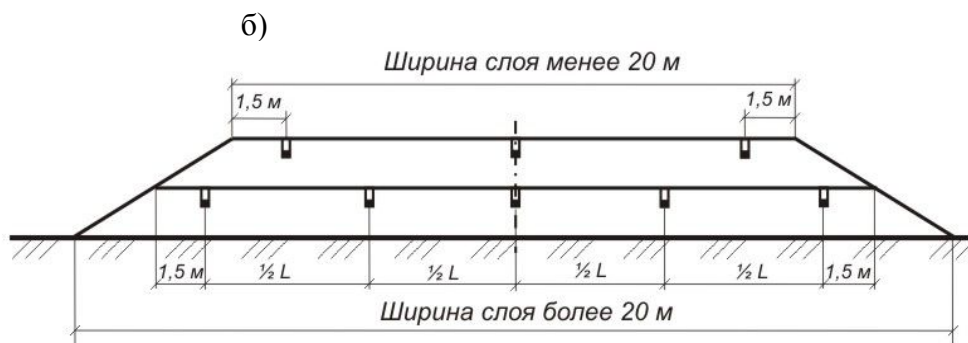 б)
Ширина слоя менее 20 м
1,5 м 1,5 м
1,5 м ½ L ½ L ½ L ½ L 1,5 м
Ширина слоя более 20 м